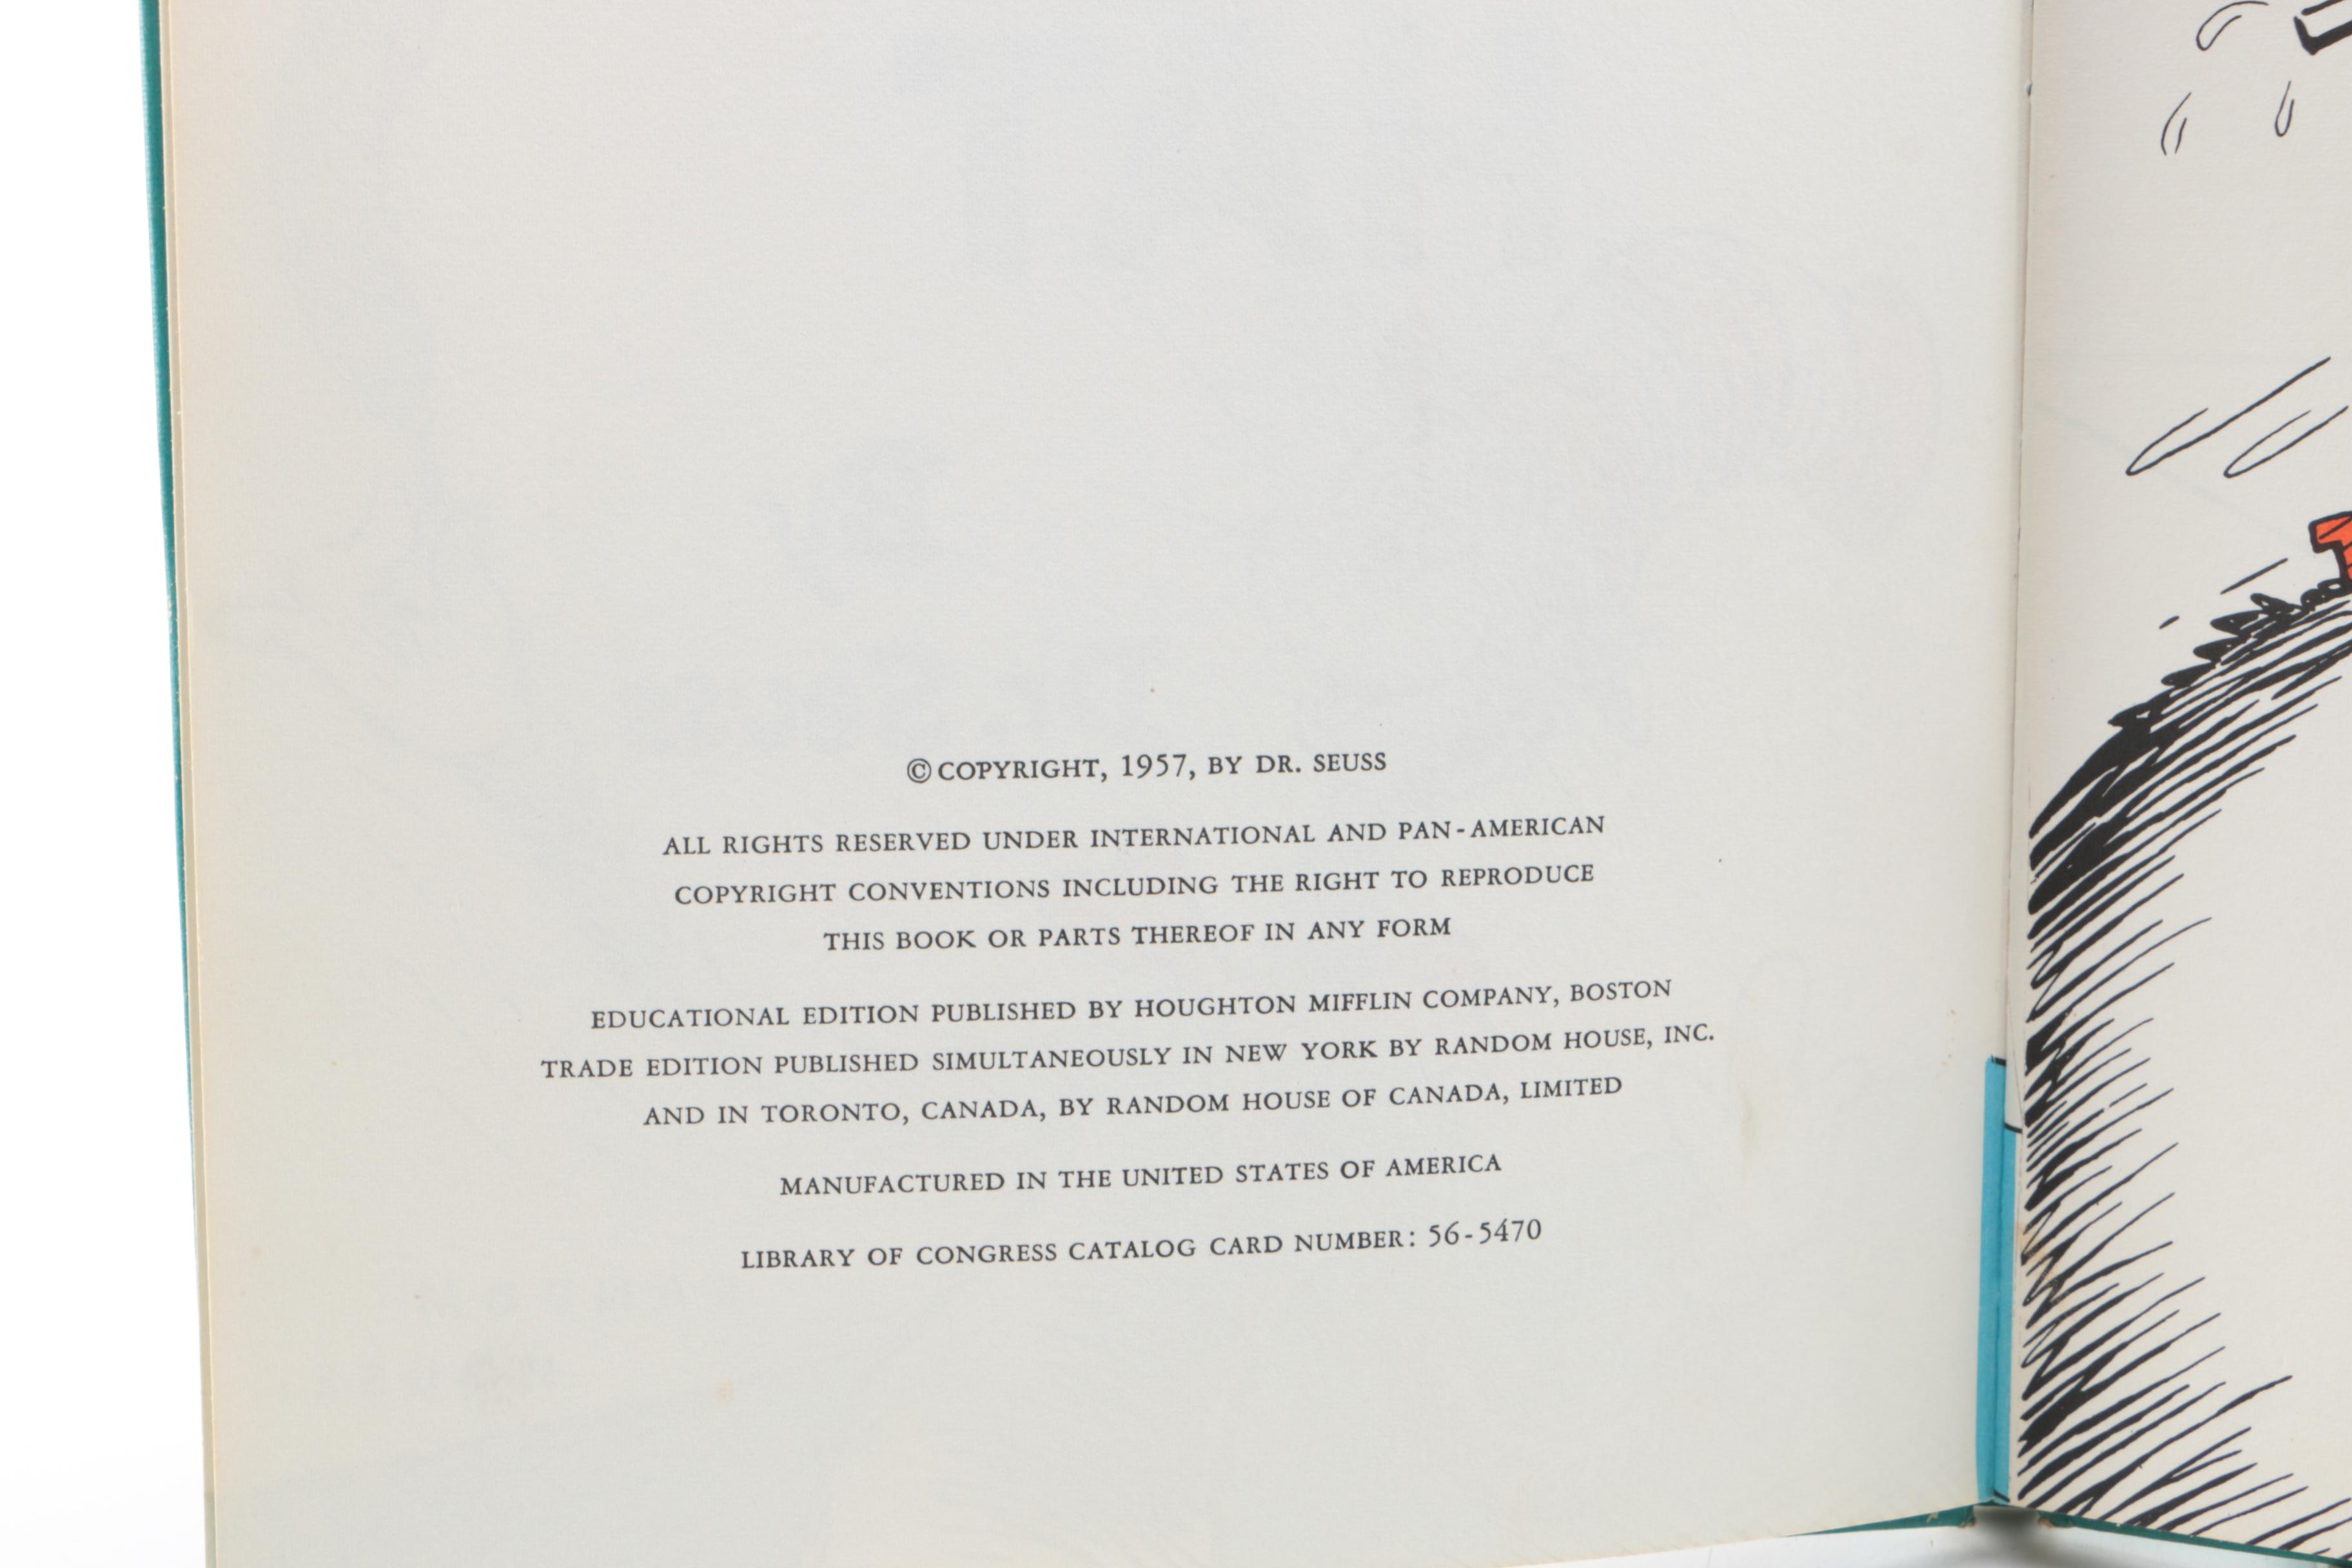 © COPYRIGHT, 1957, BY DR. SEUSS
ALL RIGHTS RESERVED UNDER INTERNATIONAL AND PAN-AMERICAN
COPYRIGHT CONVENTIONS INCLUDING THE RIGHT TO REPRODUCE
THIS BOOK OR PARTS THEREOF IN ANY FORM
EDUCATIONAL EDITION PUBLISHED BY HOUGHTON MIFFLIN COMPANY, BOSTON
TRADE EDITION PUBLISHED SIMULTANEOUSLY IN NEW YORK BY RANDOM HOUSE, INC.
AND IN TORONTO, CANADA, BY RANDOM HOUSE OF CANADA, LIMITED
MANUFACTURED IN THE UNITED STATES OF AMERICA
LIBRARY OF CONGRESS CATALOG CARD NUMBER: 56-5470